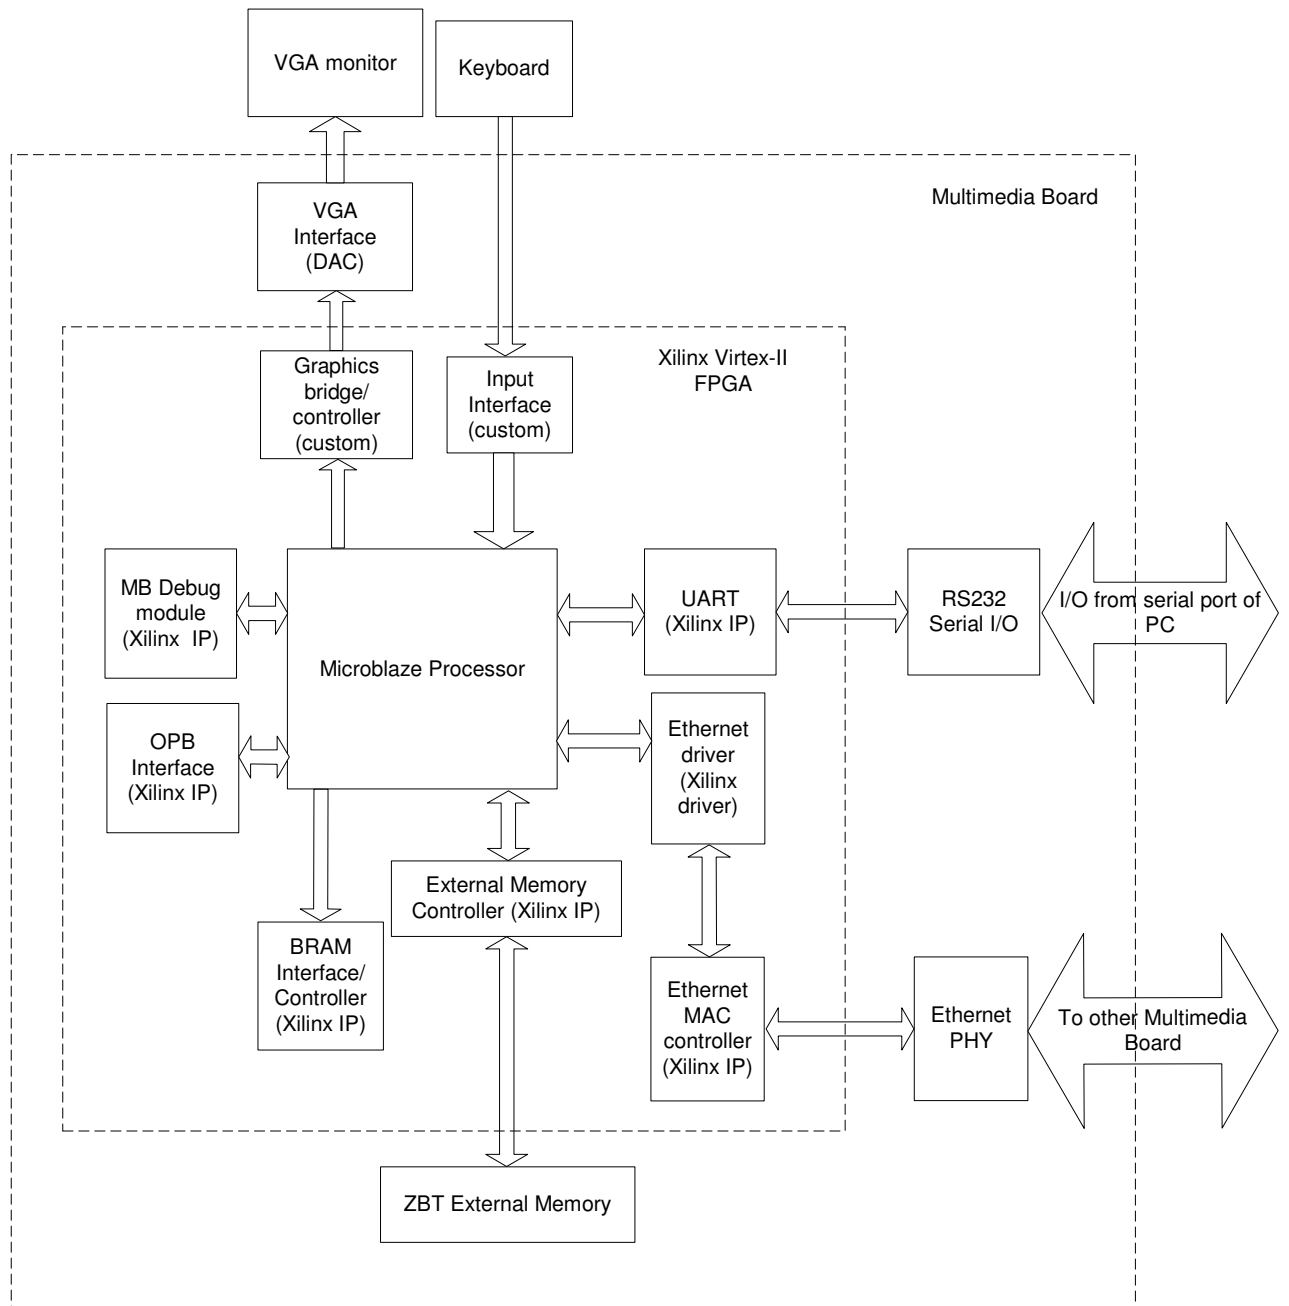 VGA monitor
Keyboard
Multimedia Board
VGA
Interface
(DAC)
Xilinx Virtex-II
FPGA
Graphics
bridge/
controller
(custom)
Input
Interface
(custom)
MB Debug
module
(Xilinx IP)
Microblaze Processor
UART
(Xilinx IP)
RS232
Serial I/O
I/O from serial port of
PC
OPB
Interface
(Xilinx IP)
Ethernet
driver
(Xilinx
driver)
External Memory
Controller (Xilinx IP)
BRAM
Interface/
Controller
(Xilinx IP)
Ethernet
MAC
controller
(Xilinx IP)
Ethernet
PHY
To other Multimedia
Board
ZBT External Memory